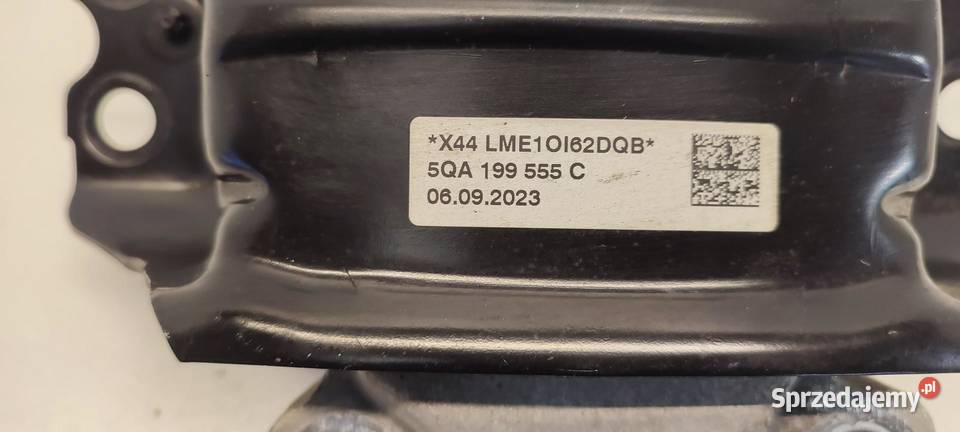 *X44 LME1OI62DQB*
5QA 199 555 C
06.09.2023
Sprzedajemy.pl